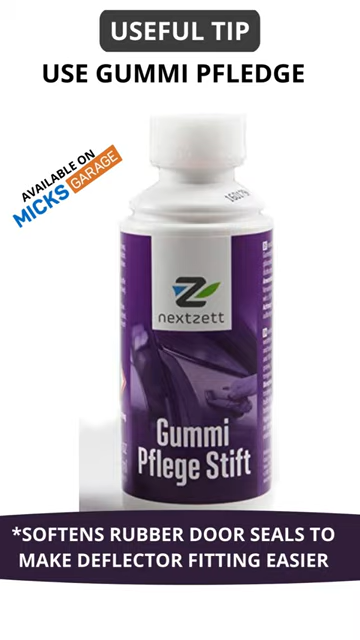 USEFUL TIP
USE GUMMI PFLEDGE
AVAILABLE ON
MICKS GARAGE
nextzett
Gummi
Pflege Stift
*SOFTENS RUBBER DOOR SEALS TO
MAKE DEFLECTOR FITTING EASIER